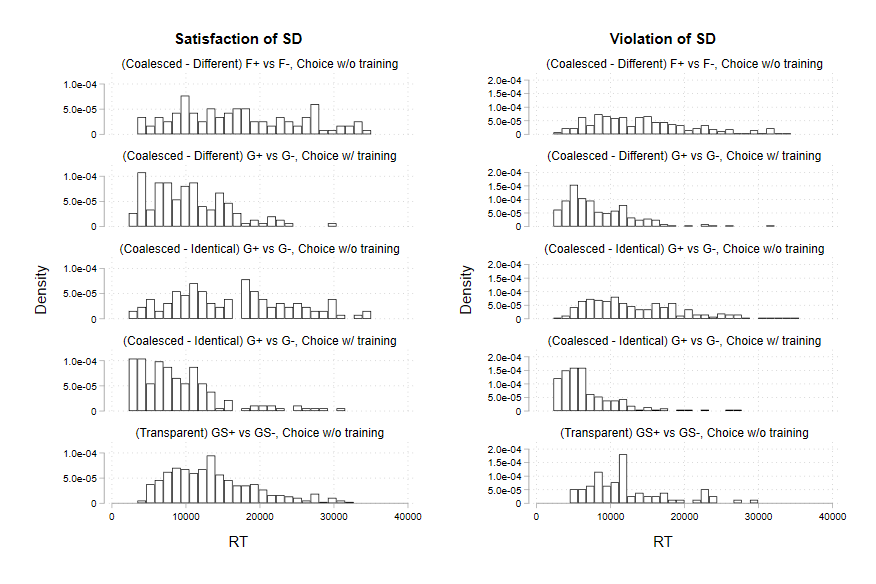 Satisfaction of SD
(Coalesced - Different) F+ vs F-, Choice w/o training
1.0e-04
5.0e-05
0
(Coalesced - Different) G+ vs G-, Choice w/ training
1.0e-04
5.0e-05
0
(Coalesced - Identical) G+ vs G-, Choice w/o training
1.0e-04
5.0e-05
0
(Coalesced - Identical) G+ vs G-, Choice w/ training
1.0e-04
5.0e-05
0
(Transparent) GS+ vs GS-, Choice w/o training
1.0e-04
5.0e-05
0
0 10000 20000 30000 40000
Density
RT
Violation of SD
(Coalesced - Different) F+ vs F-, Choice w/o training
2.0e-04
1.5e-04
1.0e-04
5.0e-05
0
(Coalesced - Different) G+ vs G-, Choice w/ training
2.0e-04
1.5e-04
1.0e-04
5.0e-05
0
(Coalesced - Identical) G+ vs G-, Choice w/o training
2.0e-04
1.5e-04
1.0e-04
5.0e-05
0
(Coalesced - Identical) G+ vs G-, Choice w/ training
2.0e-04
1.5e-04
1.0e-04
5.0e-05
0
(Transparent) GS+ vs GS-, Choice w/o training
2.0e-04
1.5e-04
1.0e-04
5.0e-05
0
0 10000 20000 30000 40000
Density
RT